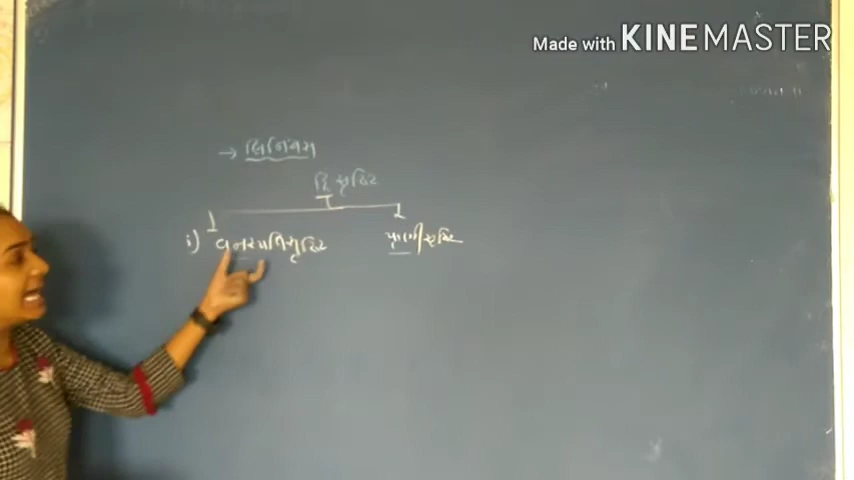 Made with KINEMASTER
→ લિનિયસ
દ્વિ સૃષ્ટિ
i) વનસ્પતિસૃષ્ટિ પ્રાણીસૃષ્ટિ